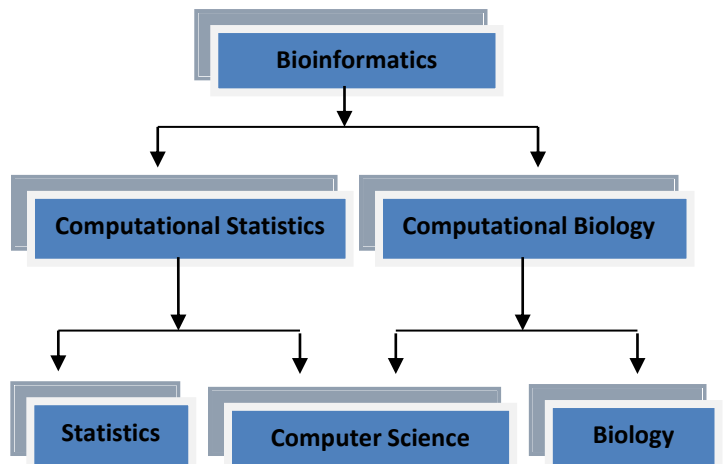 Bioinformatics
Computational Statistics
Computational Biology
Statistics
Computer Science
Biology